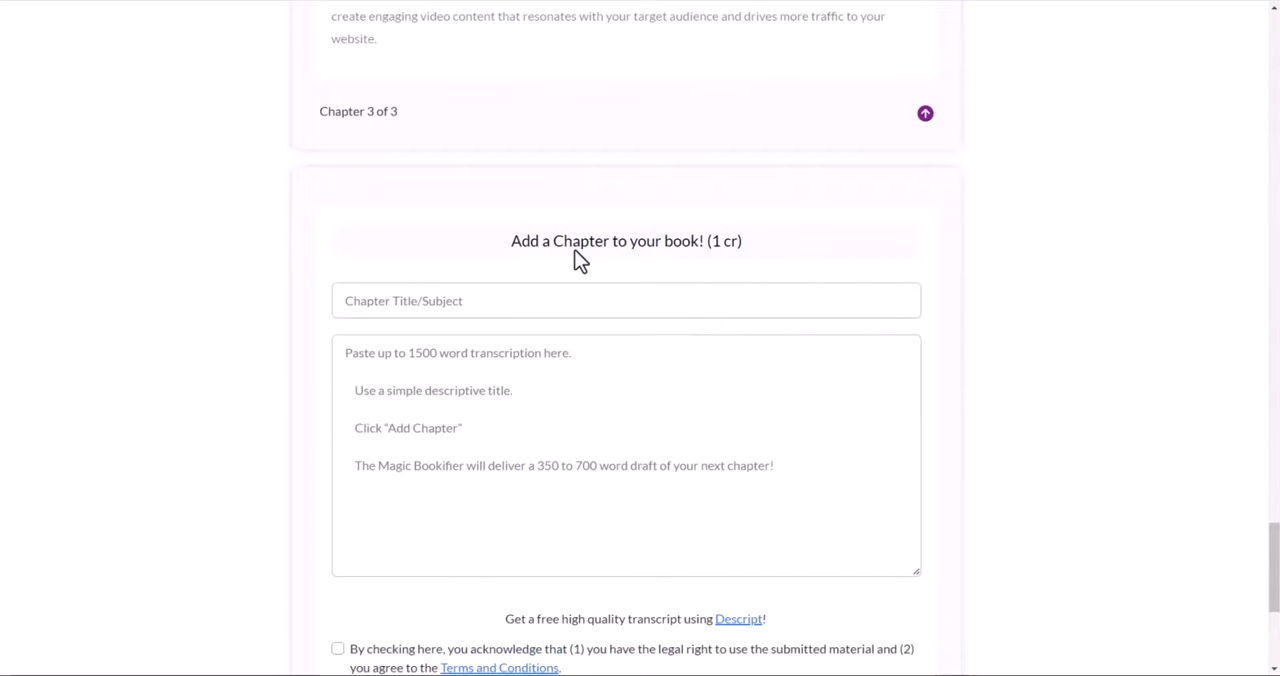 create engaging video content that resonates with your target audience and drives more traffic to your
website.
Chapter 3 of 3
Add a Chapter to your book! (1 cr)
Chapter Title/Subject
Paste up to 1500 word transcription here.
Use a simple descriptive title.
Click “Add Chapter”
The Magic Bookifier will deliver a 350 to 700 word draft of your next chapter!
Get a free high quality transcript using Descript!
By checking here, you acknowledge that (1) you have the legal right to use the submitted material and (2)
you agree to the Terms and Conditions.